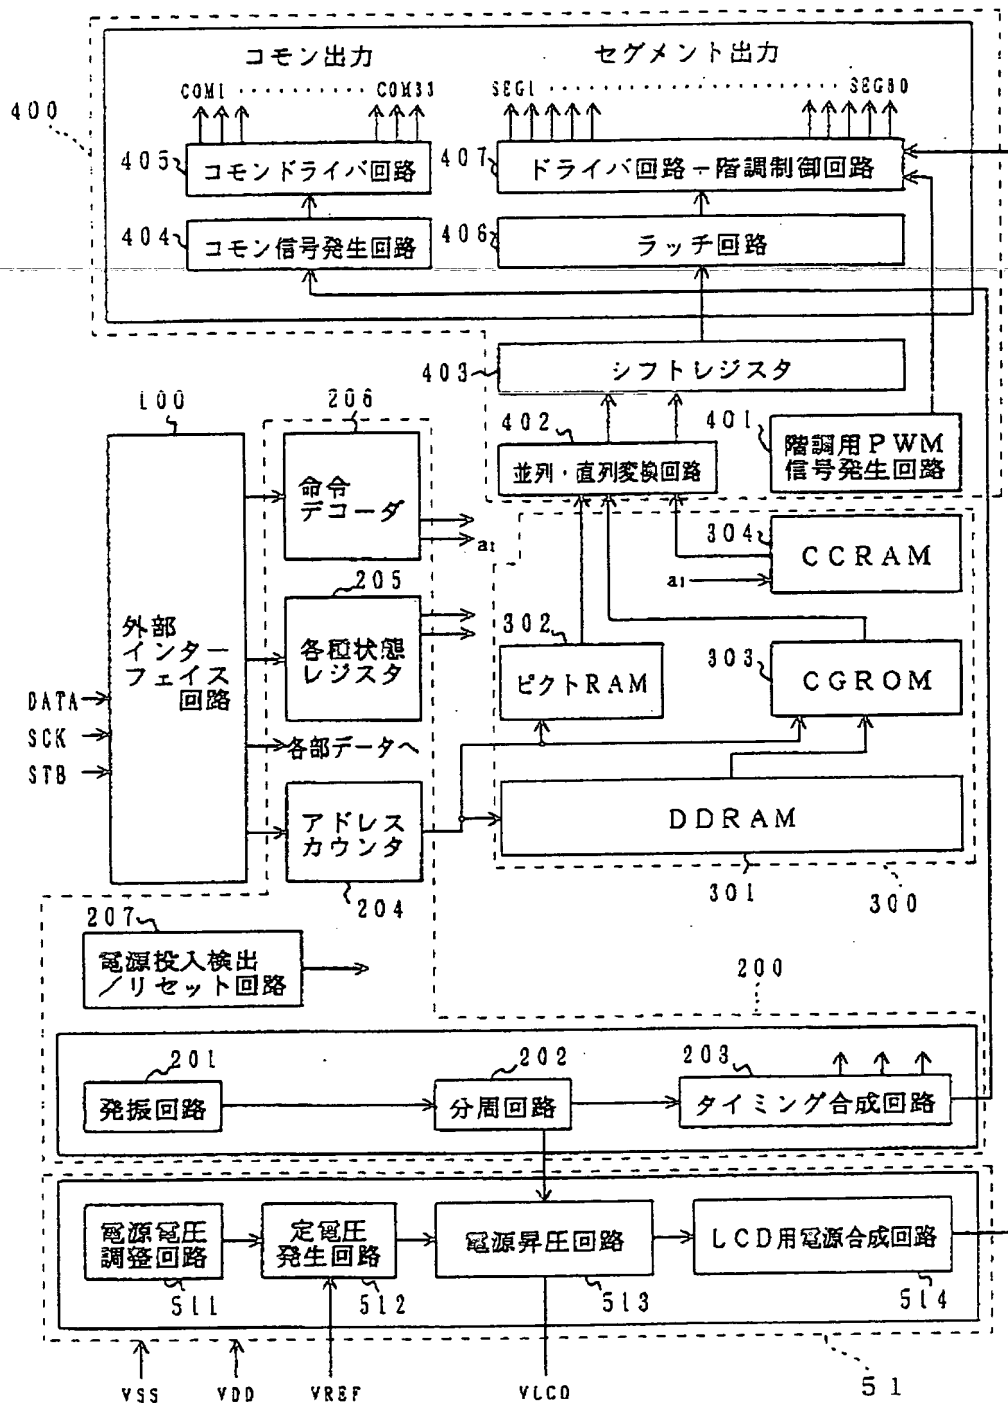 コモン出力
セグメント出力
COM1
COM33
SEG1
SEG80
400
405
コモンドライバ回路
407
ドライバ回路-階調制御回路
404
コモン信号発生回路
406
ラッチ回路
403
シフトレジスタ
100
206
402
並列・直列変換回路
401
階調用PWM
信号発生回路
命令
デコーダ
a1
304
CCRAM
a1
205
各種状態
レジスタ
302
ピクトRAM
303
CGROM
外部
インター
フェイス
回路
DATA
SCK
STB
各部データへ
アドレス
カウンタ
DDRAM
204
301
300
207
電源投入検出
/リセット回路
200
201
発振回路
202
分周回路
203
タイミング合成回路
電源電圧
調整回路
定電圧
発生回路
電源昇圧回路
LCD用電源合成回路
511
512
513
514
VSS
VDD
VREF
VLCD
51